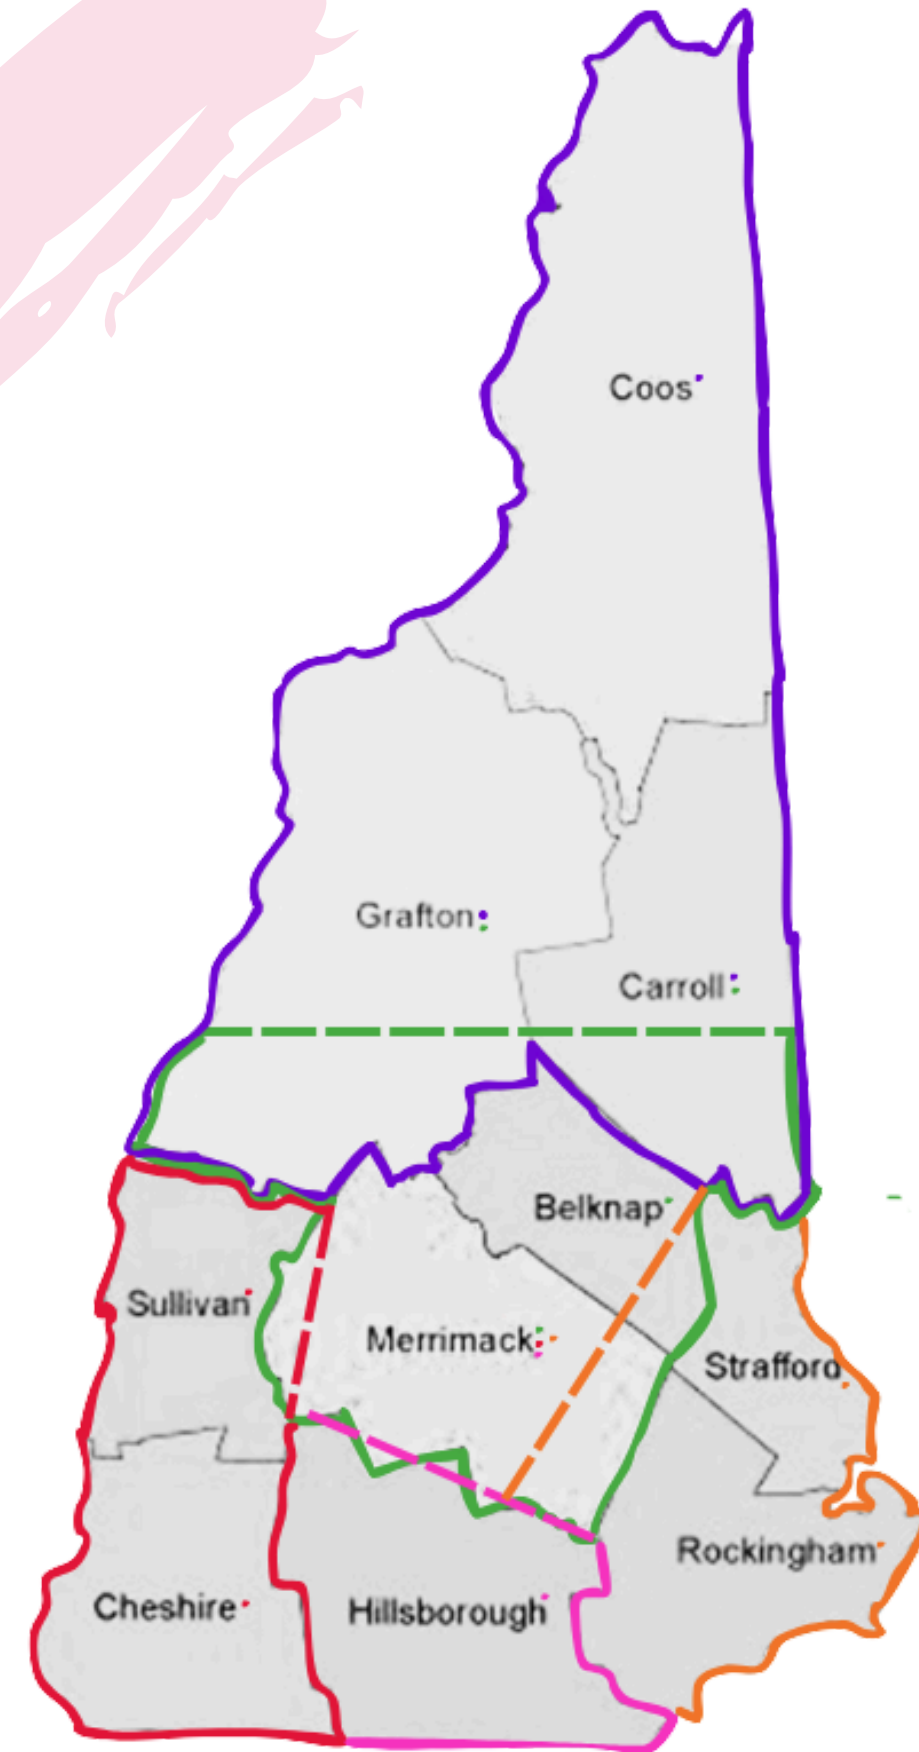 Coos
Grafton
Carroll
Belknap
Sullivan
Merrimack
Strafford
Rockingham
Cheshire
Hillsborough